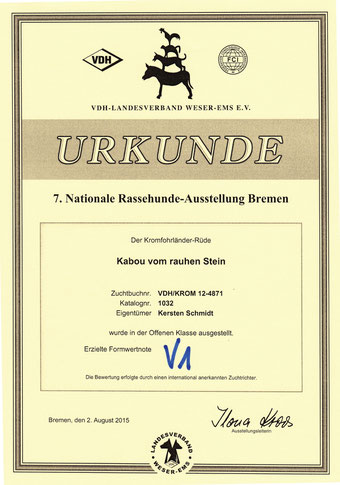 VDH
FCI
VDH-LANDESVERBAND WESER-EMS E.V.
URKUNDE
7. Nationale Rassehunde-Ausstellung Bremen
Der Kromfohrländer-Rüde
Kabou vom rauhen Stein
Zuchtbuchnr. VDH/KROM 12-4871
Katalognr. 1032
Eigentümer Kersten Schmidt
wurde in der Offenen Klasse ausgestellt.
Erzielte Formwertnote V1
Die Bewertung erfolgte durch einen international anerkannten Zuchtrichter.
Bremen, den 2. August 2015
Ausstellungsleiterin
LANDESVERBAND
WESER-EMS